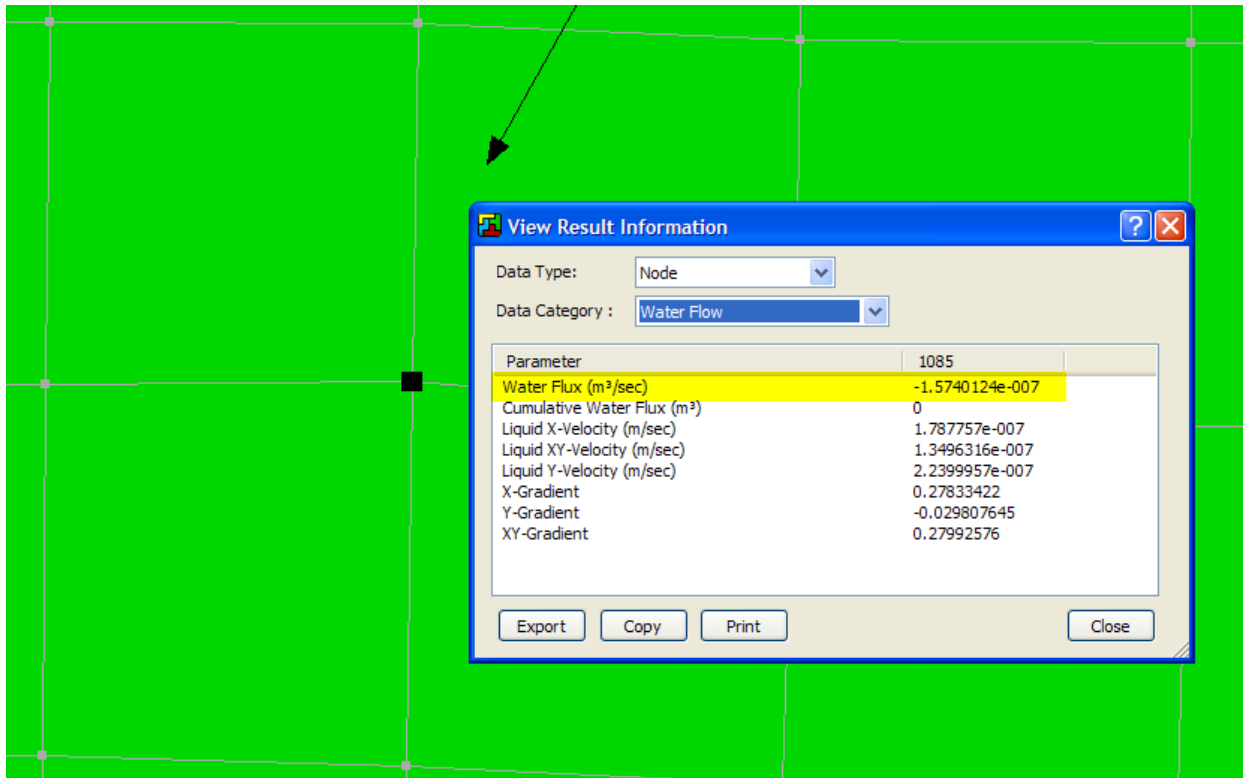 View Result Information
Data Type: Node
Data Category : Water Flow
Parameter 1085
Water Flux (m³/sec) -1.5740124e-007
Cumulative Water Flux (m³) 0
Liquid X-Velocity (m/sec) 1.787757e-007
Liquid XY-Velocity (m/sec) 1.3496316e-007
Liquid Y-Velocity (m/sec) 2.2399957e-007
X-Gradient 0.27833422
Y-Gradient -0.029807645
XY-Gradient 0.27992576
Export Copy Print Close